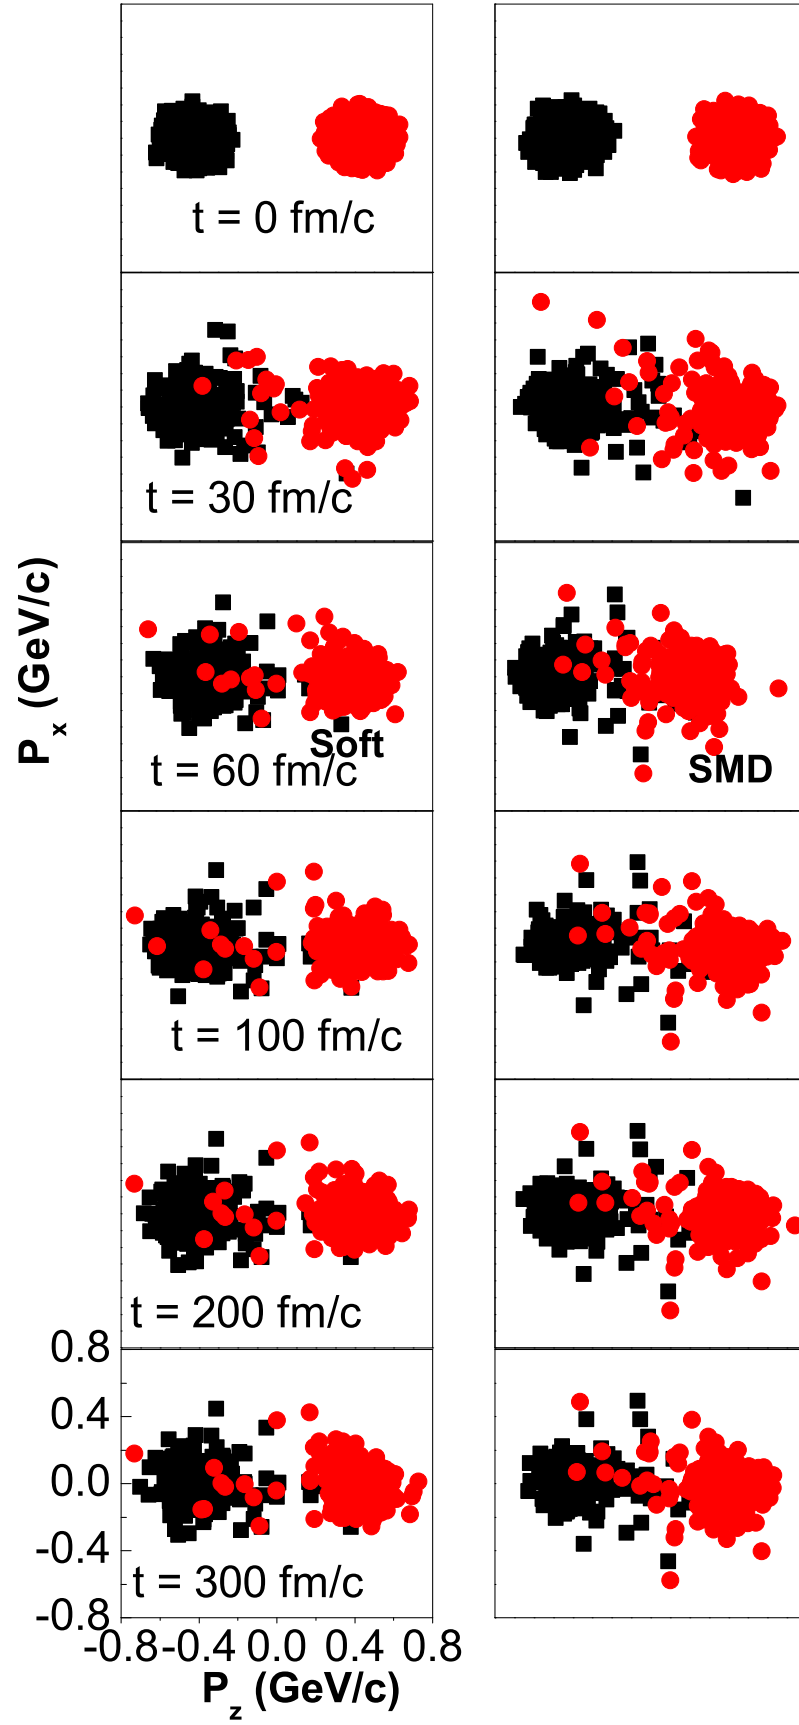 t = 0 fm/c
t = 30 fm/c
P_x (GeV/c)
Soft
t = 60 fm/c
SMD
t = 100 fm/c
t = 200 fm/c
0.8
0.4
0.0
-0.4
t = 300 fm/c
-0.8
-0.8 -0.4 0.0 0.4 0.8
P_z (GeV/c)